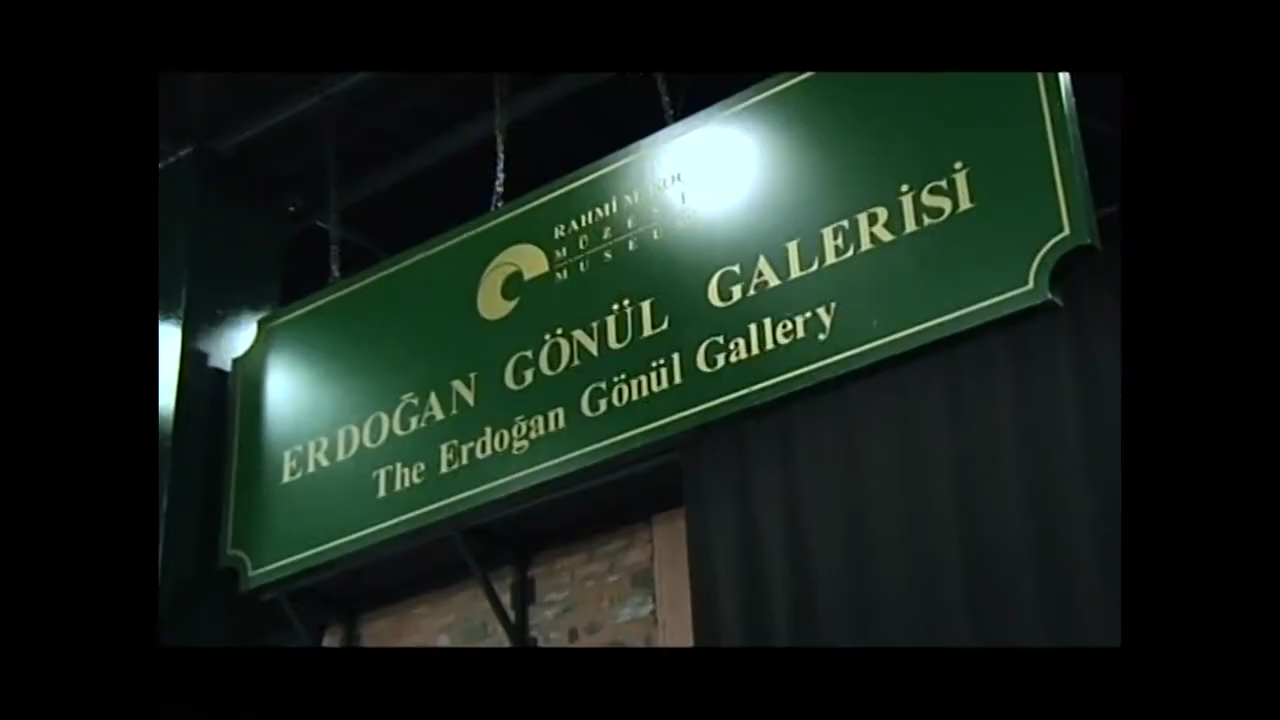 RAHMİ M. KOÇ
MÜZESİ
MUSEUM
ERDOĞAN GÖNÜL GALERİSİ
The Erdoğan Gönül Gallery